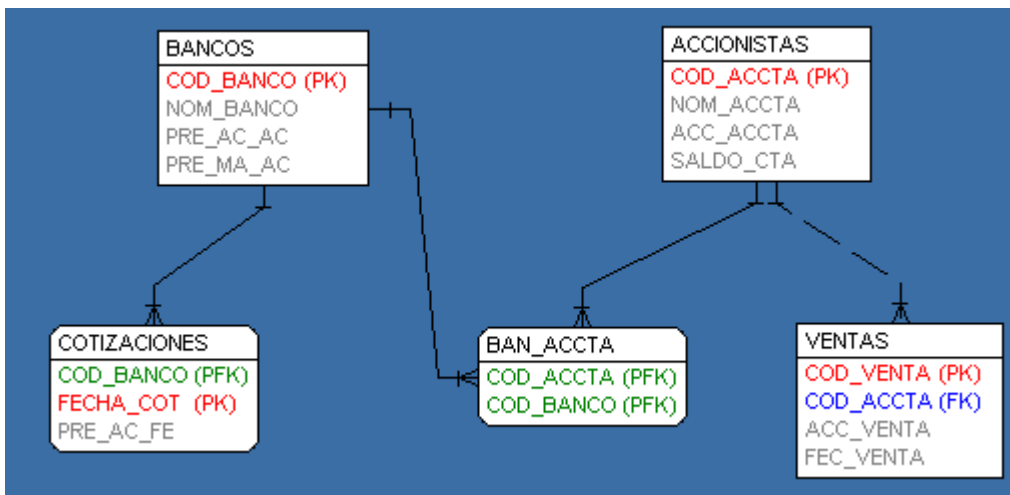 BANCOS
COD_BANCO (PK)
NOM_BANCO
PRE_AC_AC
PRE_MA_AC
ACCIONISTAS
COD_ACCTA (PK)
NOM_ACCTA
ACC_ACCTA
SALDO_CTA
COTIZACIONES
COD_BANCO (PFK)
FECHA_COT (PK)
PRE_AC_FE
BAN_ACCTA
COD_ACCTA (PFK)
COD_BANCO (PFK)
VENTAS
COD_VENTA (PK)
COD_ACCTA (FK)
ACC_VENTA
FEC_VENTA